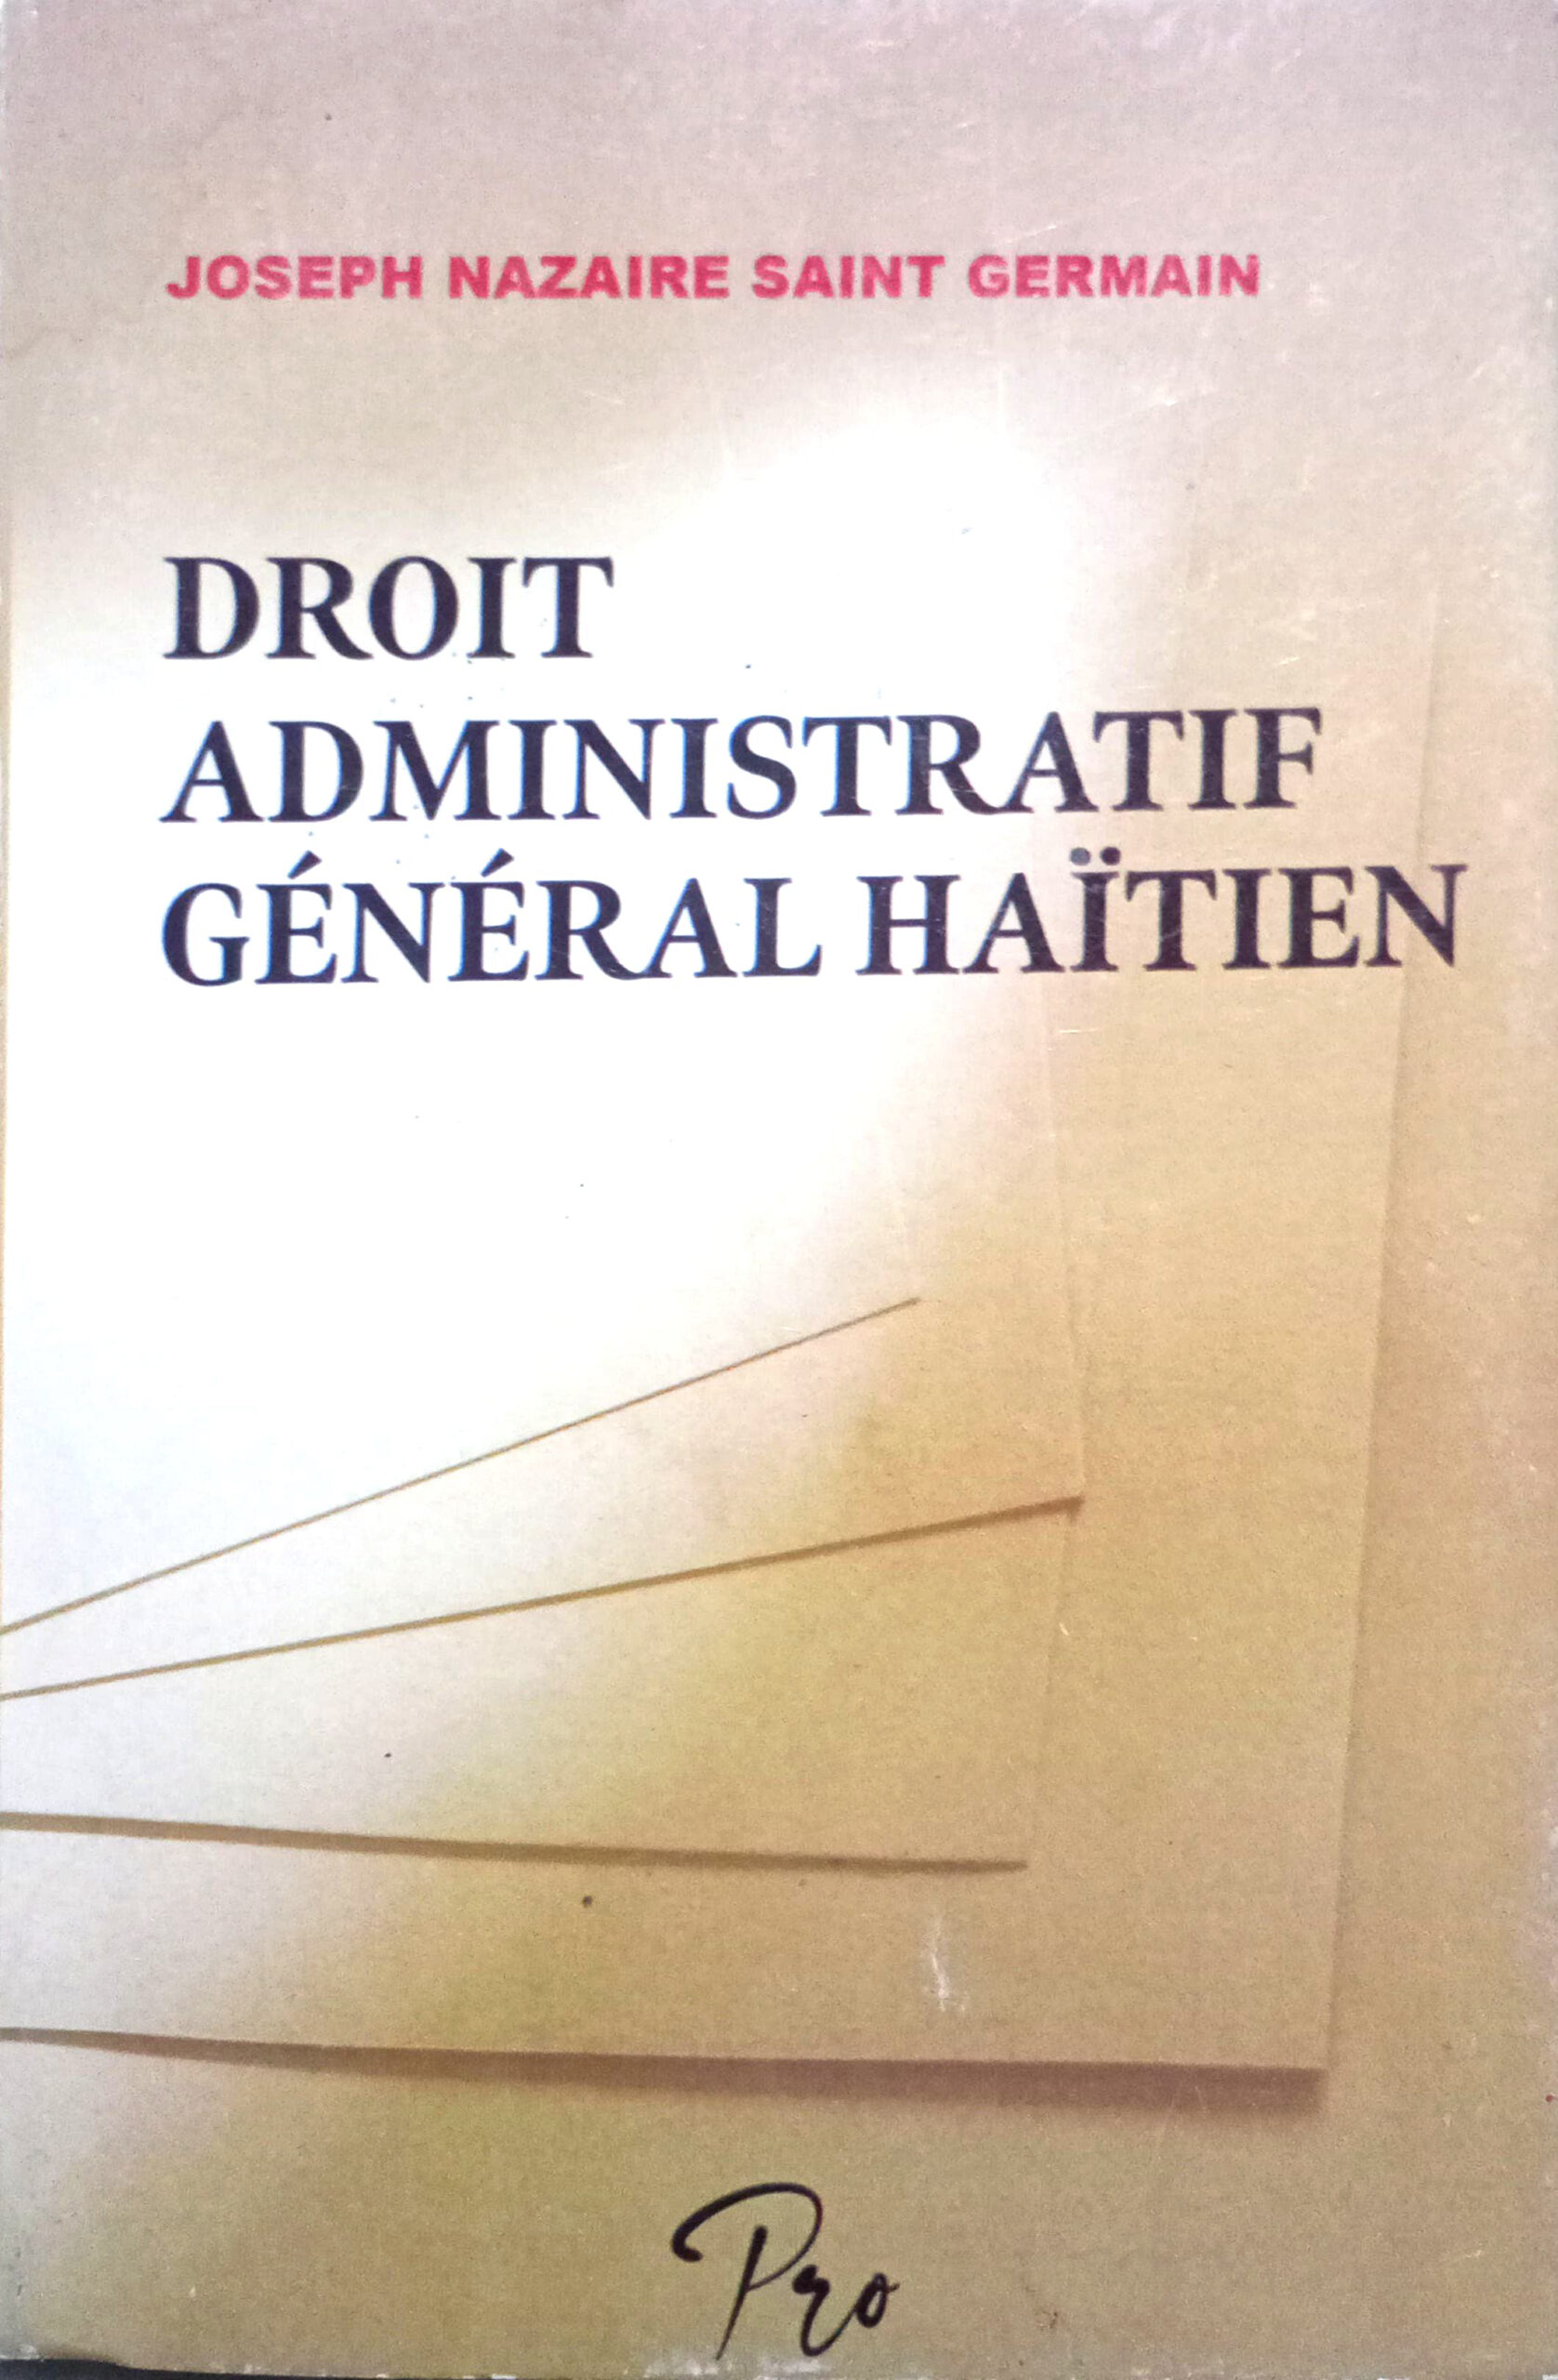 JOSEPH NAZAIRE SAINT GERMAIN
DROIT
ADMINISTRATIF
GÉNÉRAL HAÏTIEN
Pro